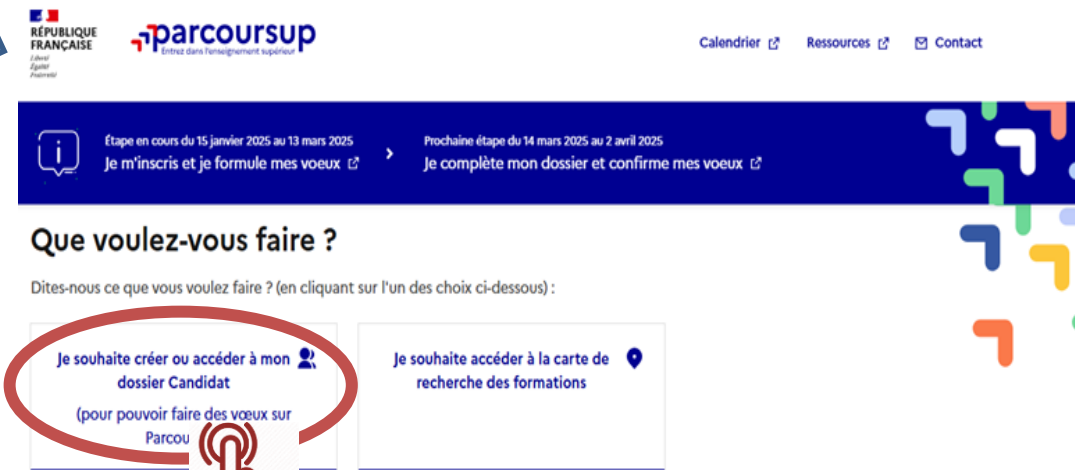 RÉPUBLIQUE
FRANÇAISE
Liberté
Égalité
Fraternité
parcoursup
Entrez dans l'enseignement supérieur
Calendrier
Ressources
Contact
Étape en cours du 15 janvier 2025 au 13 mars 2025
Je m'inscris et je formule mes voeux
Prochaine étape du 14 mars 2025 au 2 avril 2025
Je complète mon dossier et confirme mes voeux
Que voulez-vous faire ?
Dites-nous ce que vous voulez faire ? (en cliquant sur l'un des choix ci-dessous) :
Je souhaite créer ou accéder à mon
dossier Candidat
(pour pouvoir faire des vœux sur
Parcou
Je souhaite accéder à la carte de
recherche des formations